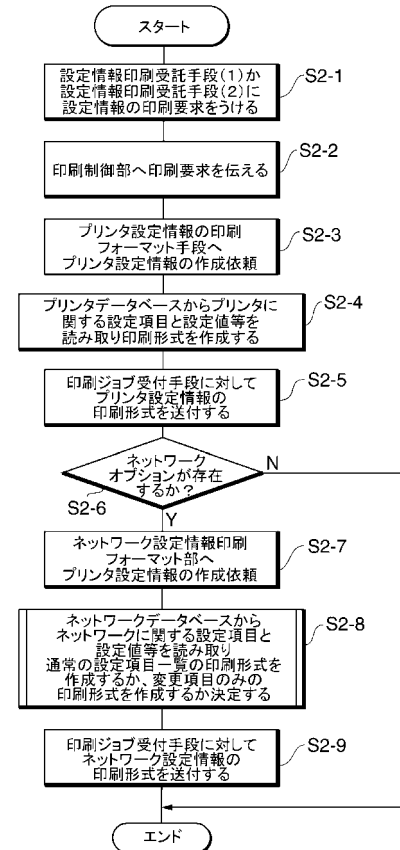 スタート
設定情報印刷受託手段(1)か
設定情報印刷受託手段(2)に
設定情報の印刷要求をうける
S2-1
印刷制御部へ印刷要求を伝える
S2-2
プリンタ設定情報の印刷
フォーマット手段へ
プリンタ設定情報の作成依頼
S2-3
プリンタデータベースからプリンタに
関する設定項目と設定値等を
読み取り印刷形式を作成する
S2-4
印刷ジョブ受付手段に対して
プリンタ設定情報の
印刷形式を送付する
S2-5
ネットワーク
オプションが存在
するか?
S2-6
N
Y
ネットワーク設定情報印刷
フォーマット部へ
プリンタ設定情報の作成依頼
S2-7
ネットワークデータベースから
ネットワークに関する設定項目と
設定値等を読み取り
通常の設定項目一覧の印刷形式を
作成するか、変更項目のみの
印刷形式を作成するか決定する
S2-8
印刷ジョブ受付手段に対して
ネットワーク設定情報の
印刷形式を送付する
S2-9
エンド